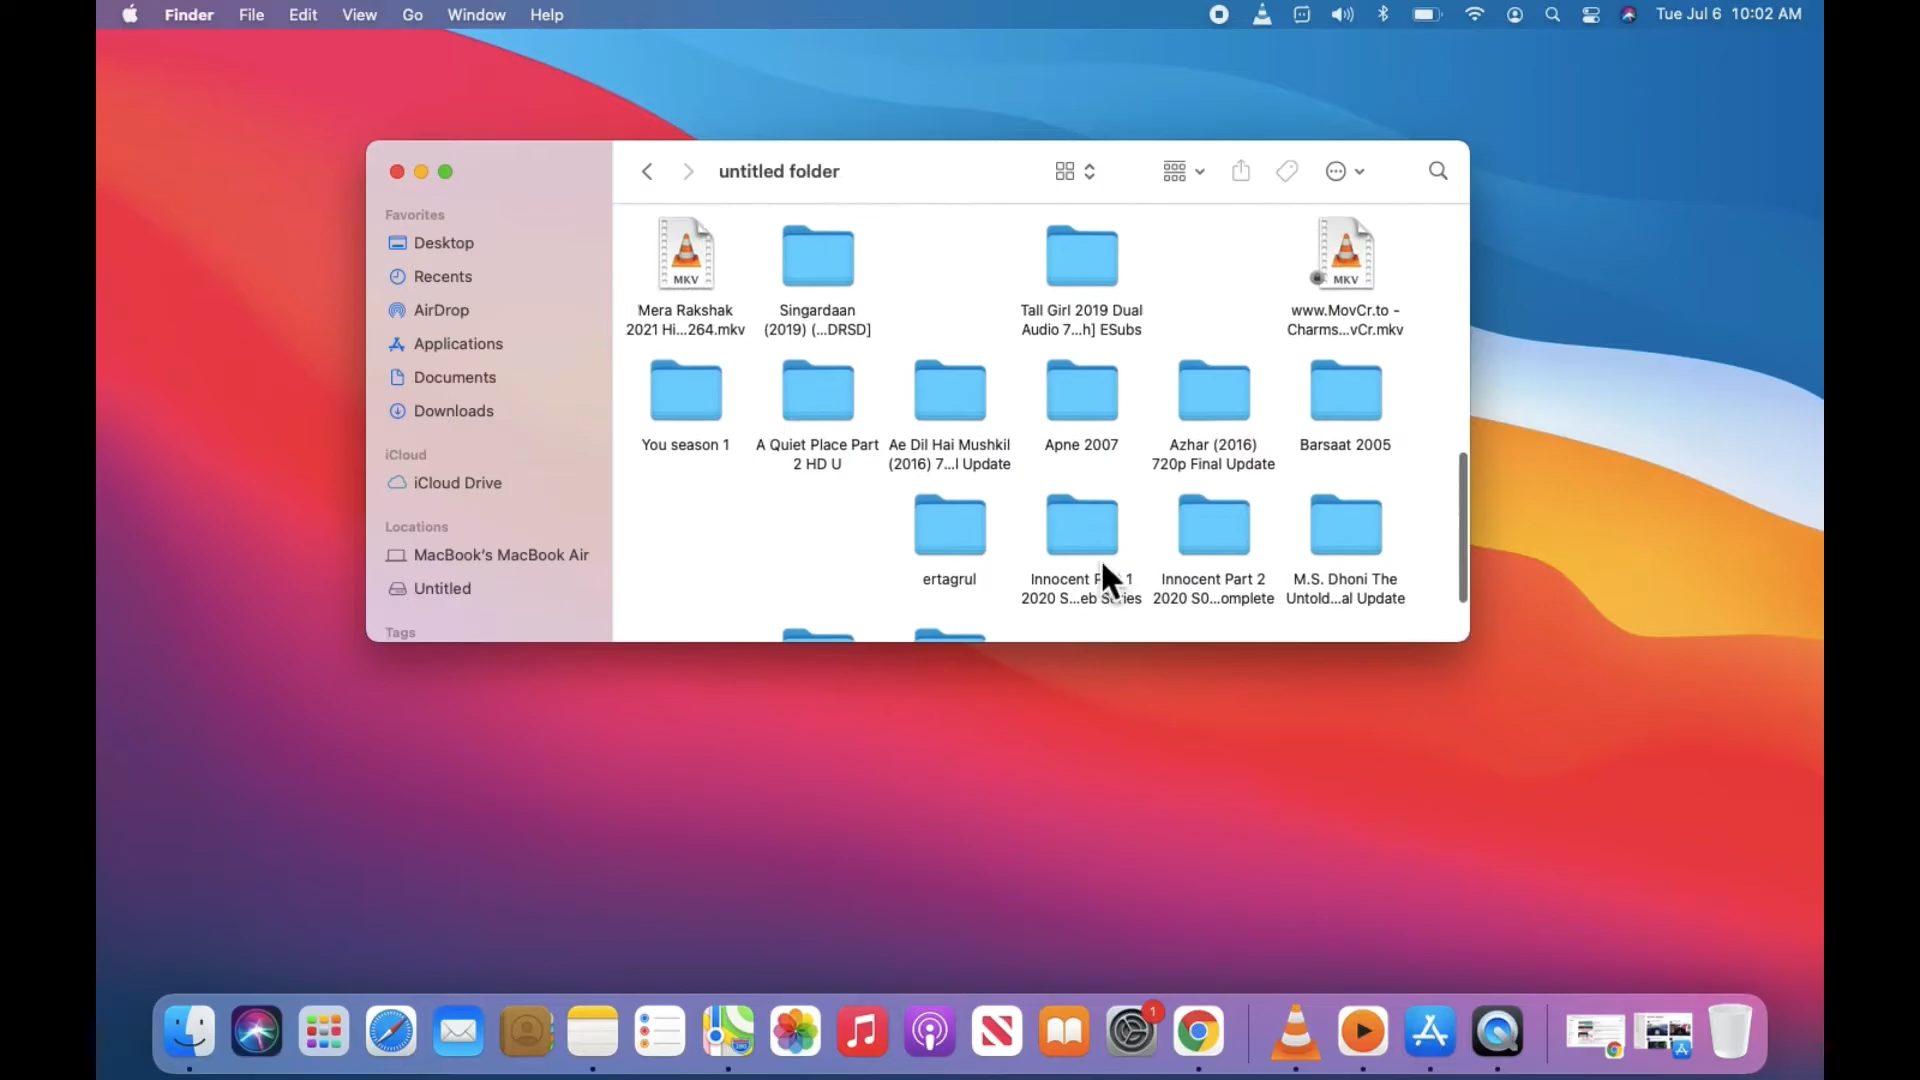 Finder File Edit View Go Window Help Tue Jul 6 10:02 AM
untitled folder
Favorites
Desktop
Recents
AirDrop
Applications
Documents
Downloads
iCloud
iCloud Drive
Locations
MacBook's MacBook Air
Untitled
Tags
MKV
Mera Rakshak
2021 Hi...264.mkv
Singardaan
(2019) (...DRSD]
Tall Girl 2019 Dual
Audio 7...h] ESubs
MKV
www.MovCr.to -
Charms...vCr.mkv
You season 1
A Quiet Place Part
2 HD U
Ae Dil Hai Mushkil
(2016) 7...l Update
Apne 2007
Azhar (2016)
720p Final Update
Barsaat 2005
ertagrul
Innocent 1
2020 S...eb
Innocent Part 2
2020 S0...omplete
M.S. Dhoni The
Untold...al Update
1